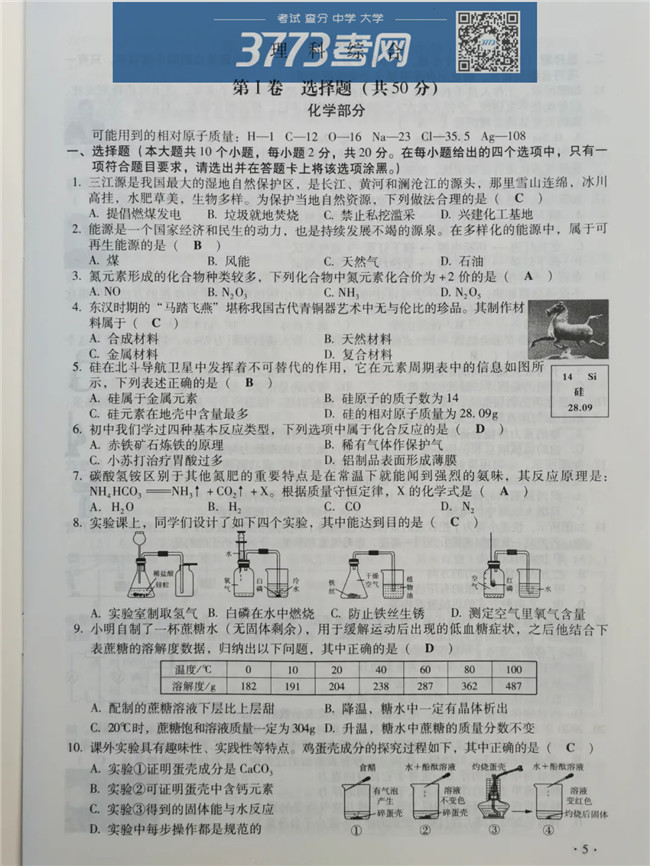 考试 查分 中学 大学
3773考网
理科综合
第Ⅰ卷 选择题（共50分）
化学部分
可能用到的相对原子质量：H—1 C—12 O—16 Na—23 Cl—35.5 Ag—108
一、选择题（本大题共10个小题，每小题2分，共20分。在每小题给出的四个选项中，只有一
项符合题目要求，请选出并在答题卡上将该选项涂黑。）
1. 三江源是我国最大的湿地自然保护区，是长江、黄河和澜沧江的源头，那里雪山连绵，冰川
高挂，水肥草美，生物多样。为保护当地自然资源，下列做法合理的是（ C ）
A. 提倡燃煤发电 B. 垃圾就地焚烧 C. 禁止私挖滥采 D. 兴建化工基地
2. 能源是一个国家经济和民生的动力，也是持续发展不竭的源泉。在多样化的能源中，属于可
再生能源的是（ B ）
A. 煤 B. 风能 C. 天然气 D. 石油
3. 氮元素形成的化合物种类较多，下列化合物中氮元素化合价为+2价的是（ A ）
A. NO B. N₂O₃ C. NH₃ D. N₂O₅
4. 东汉时期的“马踏飞燕”堪称我国古代青铜器艺术中无与伦比的珍品。其制作材
料属于（ C ）
A. 合成材料 B. 天然材料
C. 金属材料 D. 复合材料
5. 硅在北斗导航卫星中发挥着不可替代的作用，它在元素周期表中的信息如图所
示，下列表述正确的是（ B ）
14 Si
硅
28.09
A. 硅属于金属元素 B. 硅原子的质子数为14
C. 硅元素在地壳中含量最多 D. 硅的相对原子质量为28.09g
6. 初中我们学过四种基本反应类型，下列选项中属于化合反应的是（ D ）
A. 赤铁矿石炼铁的原理 B. 稀有气体作保护气
C. 小苏打治疗胃酸过多 D. 铝制品表面形成薄膜
7. 碳酸氢铵区别于其他氮肥的重要特点是在常温下就能闻到强烈的氨味，其反应原理是：
NH₄HCO₃ ══ NH₃↑+CO₂↑+X。根据质量守恒定律，X的化学式是（ A ）
A. H₂O B. H₂ C. CO D. N₂
8. 实验课上，同学们设计了如下四个实验，其中能达到目的是（ C ）
稀盐酸
锌粒
水
氧气
白磷
冷水
铁丝
干燥空气
植物油
空气
红磷
水
A. 实验室制取氢气 B. 白磷在水中燃烧 C. 防止铁丝生锈 D. 测定空气里氧气含量
9. 小明自制了一杯蔗糖水（无固体剩余），用于缓解运动后出现的低血糖症状，之后他结合下
表蔗糖的溶解度数据，归纳出以下问题，其中正确的是（ D ）
温度/℃ 0 10 20 40 60 80 100
溶解度/g 182 191 204 238 287 362 487
A. 配制的蔗糖溶液下层比上层甜 B. 降温，糖水中一定有晶体析出
C. 20℃时，蔗糖饱和溶液质量一定为304g D. 升温，糖水中蔗糖的质量分数不变
10. 课外实验具有趣味性、实践性等特点。鸡蛋壳成分的探究过程如下，其中正确的是（ C ）
A. 实验①证明蛋壳成分是CaCO₃
B. 实验②可证明蛋壳中含钙元素
C. 实验③得到的固体能与水反应
D. 实验中每步操作都是规范的
食醋 水＋酚酞溶液 灼烧蛋壳 水＋酚酞溶液
有气泡产生
碎蛋壳
溶液不变色
碎蛋壳
溶液变红色
灼烧后固体
① ② ③ ④
·5·